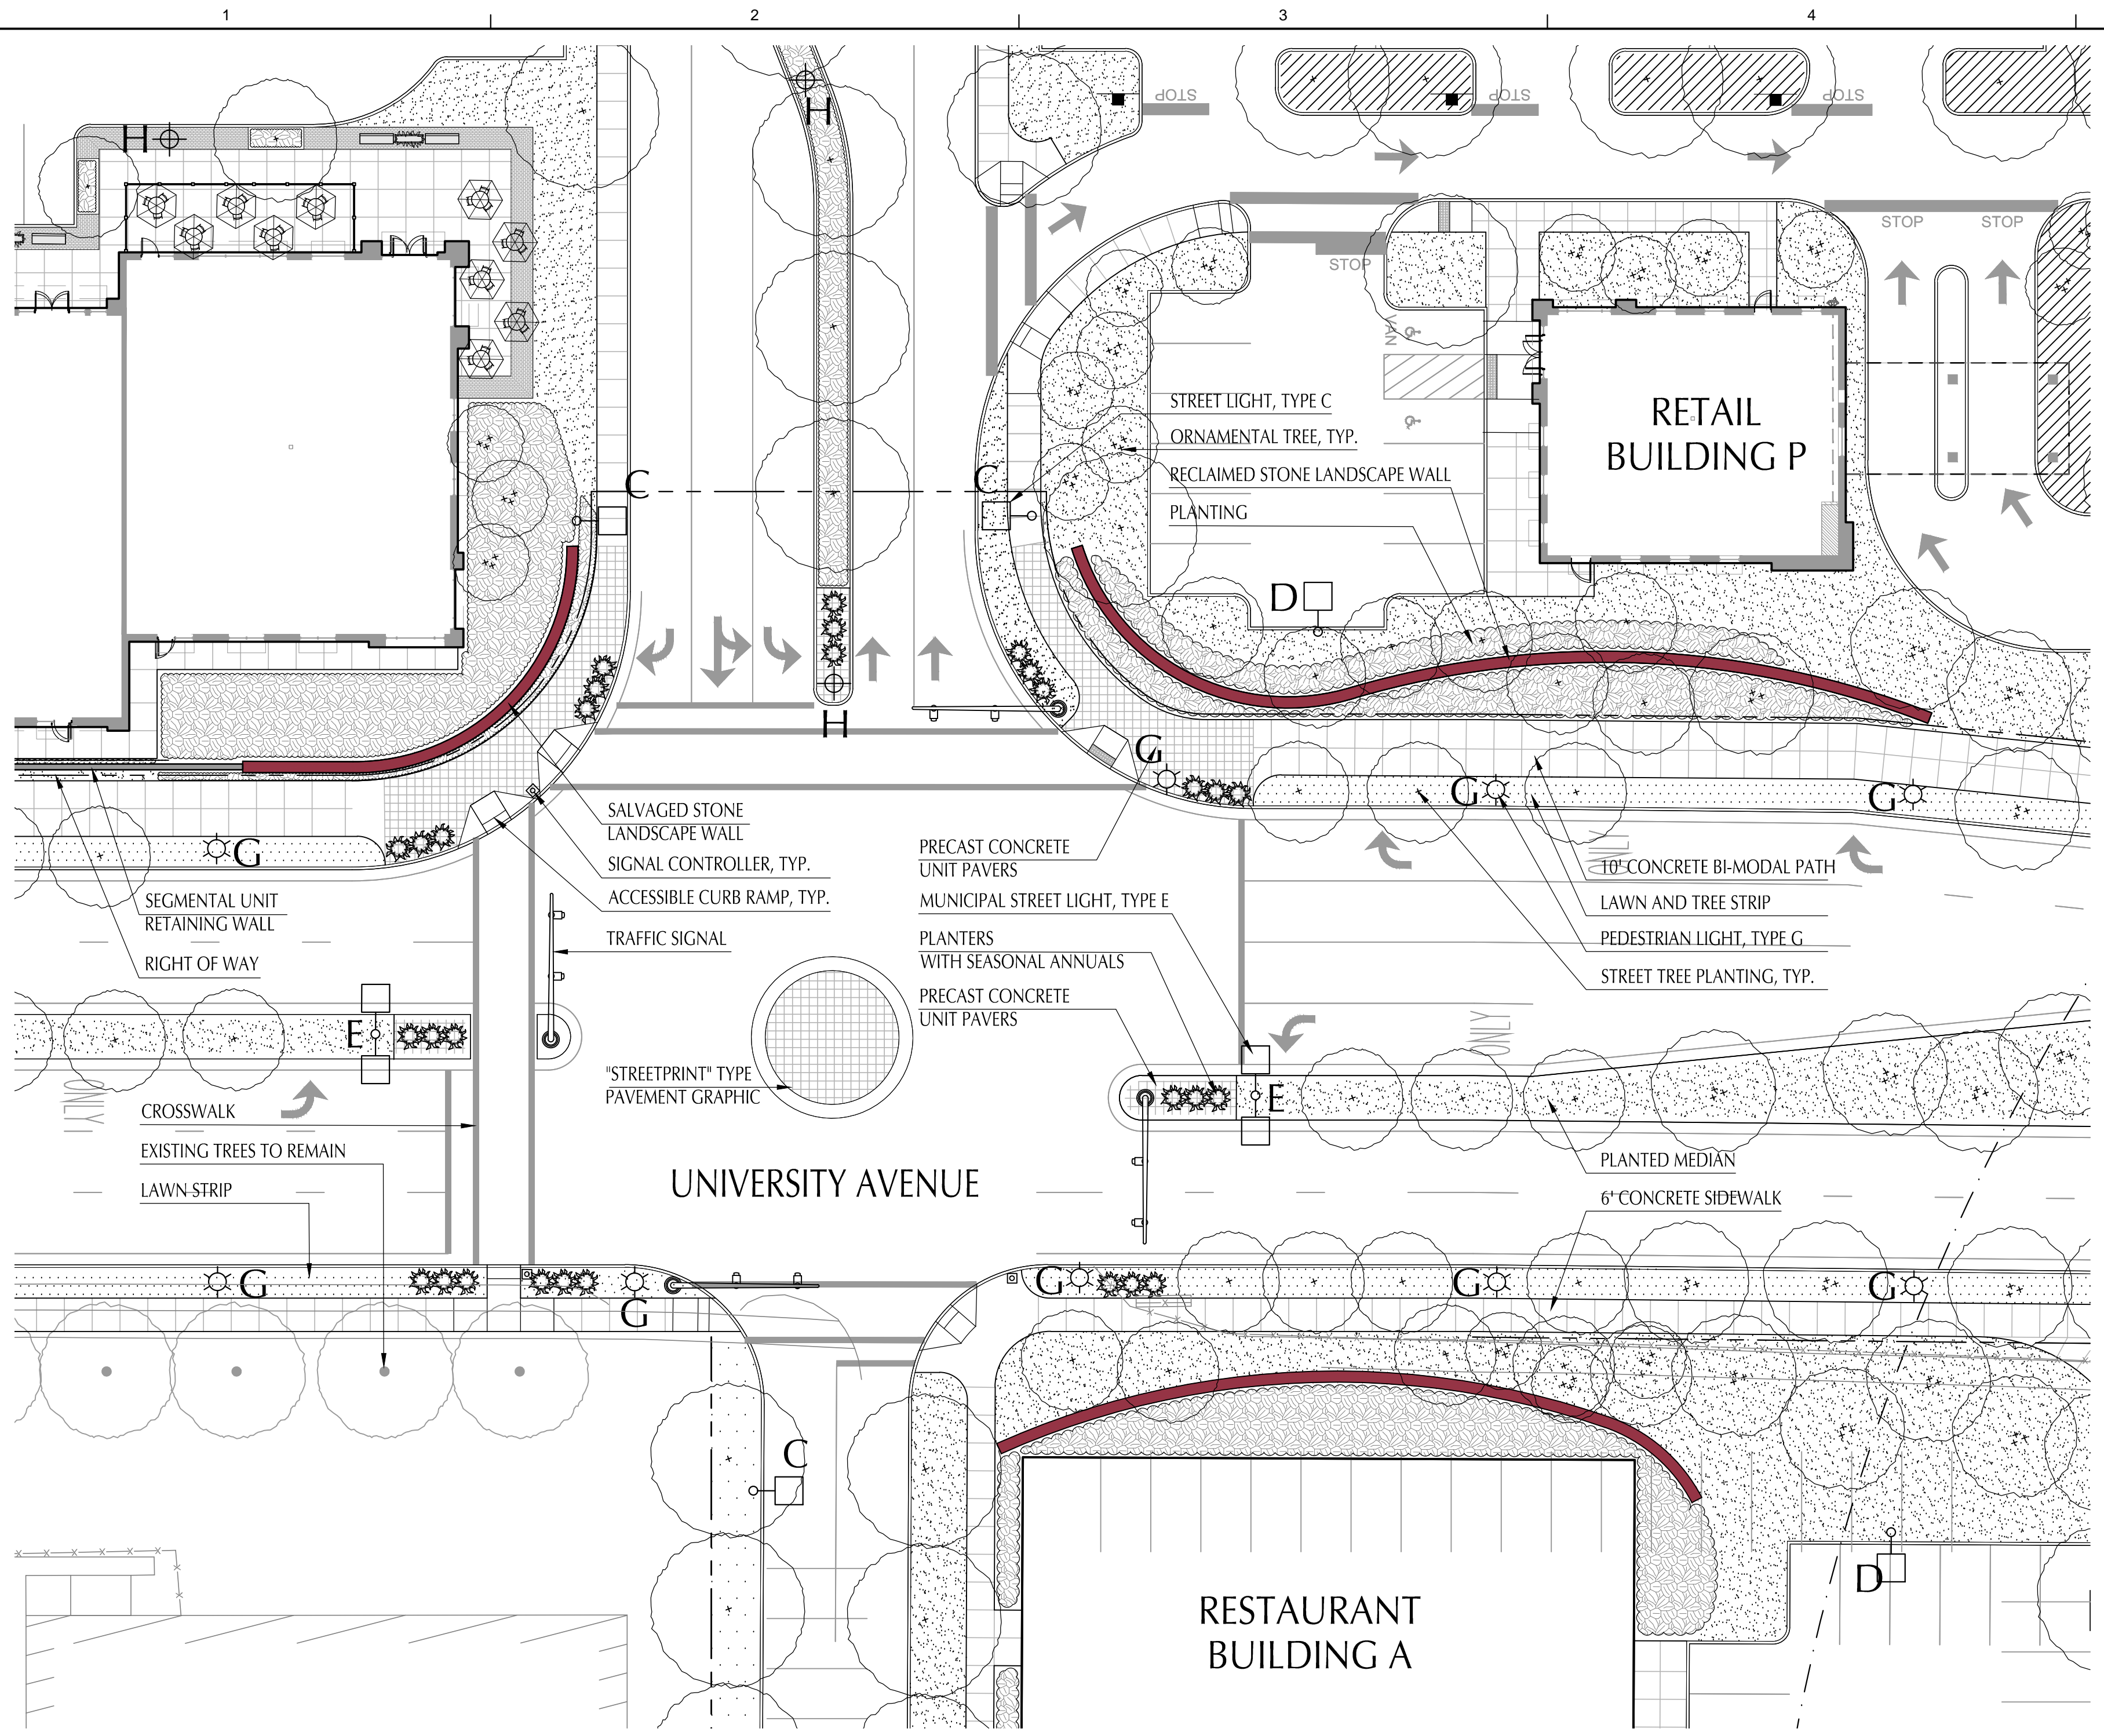 1
2
3
4
STOP
STOP
STOP
H
H
STOP
STOP
STOP
VAN
STREET LIGHT, TYPE C
ORNAMENTAL TREE, TYP.
RECLAIMED STONE LANDSCAPE WALL
PLANTING
RETAIL
BUILDING P
C
C
D
H
G
G
G
G
SALVAGED STONE
LANDSCAPE WALL
SIGNAL CONTROLLER, TYP.
ACCESSIBLE CURB RAMP, TYP.
TRAFFIC SIGNAL
PRECAST CONCRETE
UNIT PAVERS
MUNICIPAL STREET LIGHT, TYPE E
PLANTERS
WITH SEASONAL ANNUALS
PRECAST CONCRETE
UNIT PAVERS
ONLY
10' CONCRETE BI-MODAL PATH
LAWN AND TREE STRIP
PEDESTRIAN LIGHT, TYPE G
STREET TREE PLANTING, TYP.
SEGMENTAL UNIT
RETAINING WALL
RIGHT OF WAY
E
ONLY
"STREETPRINT" TYPE
PAVEMENT GRAPHIC
ONLY
E
CROSSWALK
EXISTING TREES TO REMAIN
LAWN STRIP
UNIVERSITY AVENUE
PLANTED MEDIAN
6' CONCRETE SIDEWALK
G
G
G
G
G
C
D
RESTAURANT
BUILDING A